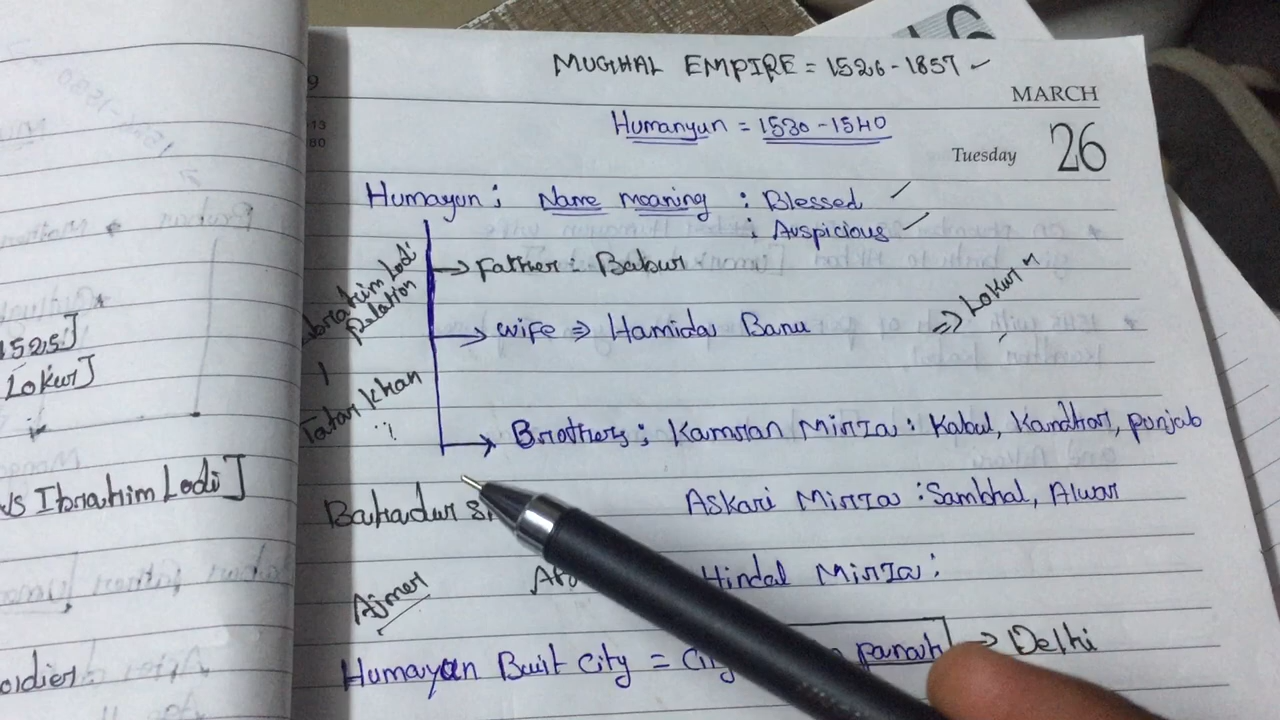 1525]
Lokur]
VS Ibrahim Lodi]
MUGHAL EMPIRE = 1526-1857
MARCH
Tuesday 26
Humanyun = 1530-1540
Humayun : Name meaning : Blessed
: Auspicious
→ Father : Babur
Ibrahim Lodi
Relation
Tatar Khan
→ wife ⇒ Hamida Banu
⇒ Lokur
→ Brothers : Kamran Mirza : Kabul, Kandhar, punjab
Bahadur
Askari Mirza : Sambhal, Alwar
Ajmer
Hindal Mirza :
Humayun Built City = panah ⇒ Delhi